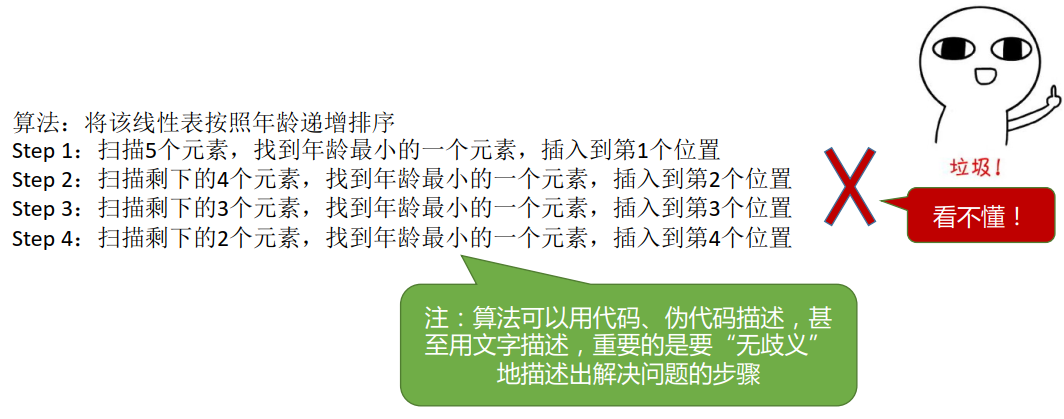 算法：将该线性表按照年龄递增排序
Step 1：扫描5个元素，找到年龄最小的一个元素，插入到第1个位置
Step 2：扫描剩下的4个元素，找到年龄最小的一个元素，插入到第2个位置
Step 3：扫描剩下的3个元素，找到年龄最小的一个元素，插入到第3个位置
Step 4：扫描剩下的2个元素，找到年龄最小的一个元素，插入到第4个位置
垃圾！
看不懂！
注：算法可以用代码、伪代码描述，甚
至用文字描述，重要的是要“无歧义”
地描述出解决问题的步骤